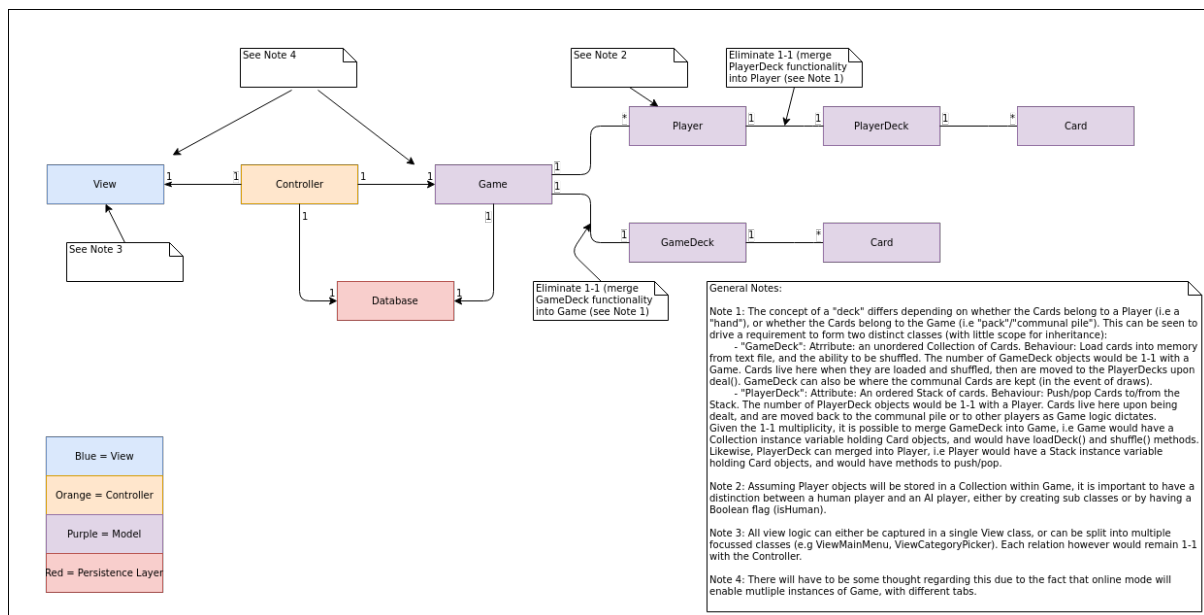 See Note 4
See Note 2
Eliminate 1-1 (merge
PlayerDeck functionality
into Player (see Note 1)
*
Player
1
1
PlayerDeck
1
*
Card
View
1
1
Controller
1
1
Game
1
1
1
1
See Note 3
1
GameDeck
1
*
Card
1
Database
1
Eliminate 1-1 (merge
GameDeck functionality
into Game (see Note 1)
General Notes:
Note 1: The concept of a "deck" differs depending on whether the Cards belong to a Player (i.e a
"hand"), or whether the Cards belong to the Game (i.e "pack"/"communal pile"). This can be seen to
drive a requirement to form two distinct classes (with little scope for inheritance):
- "GameDeck": Atrribute: an unordered Collection of Cards. Behaviour: Load cards into memory
from text file, and the ability to be shuffled. The number of GameDeck objects would be 1-1 with a
Game. Cards live here when they are loaded and shuffled, then are moved to the PlayerDecks upon
deal(). GameDeck can also be where the communal Cards are kept (in the event of draws).
- "PlayerDeck": Attribute: An ordered Stack of cards. Behaviour: Push/pop Cards to/from the
Stack. The number of PlayerDeck objects would be 1-1 with a Player. Cards live here upon being
dealt, and are moved back to the communal pile or to other players as Game logic dictates.
Given the 1-1 multiplicity, it is possible to merge GameDeck into Game, i.e Game would have a
Collection instance variable holding Card objects, and would have loadDeck() and shuffle() methods.
Likewise, PlayerDeck can merged into Player, i.e Player would have a Stack instance variable
holding Card objects, and would have methods to push/pop.
Note 2: Assuming Player objects will be stored in a Collection within Game, it is important to have a
distinction between a human player and an AI player, either by creating sub classes or by having a
Boolean flag (isHuman).
Note 3: All view logic can either be captured in a single View class, or can be split into multiple
focussed classes (e.g ViewMainMenu, ViewCategoryPicker). Each relation however would remain 1-1
with the Controller.
Note 4: There will have to be some thought regarding this due to the fact that online mode will
enable mutliple instances of Game, with different tabs.
Blue = View
Orange = Controller
Purple = Model
Red = Persistence Layer